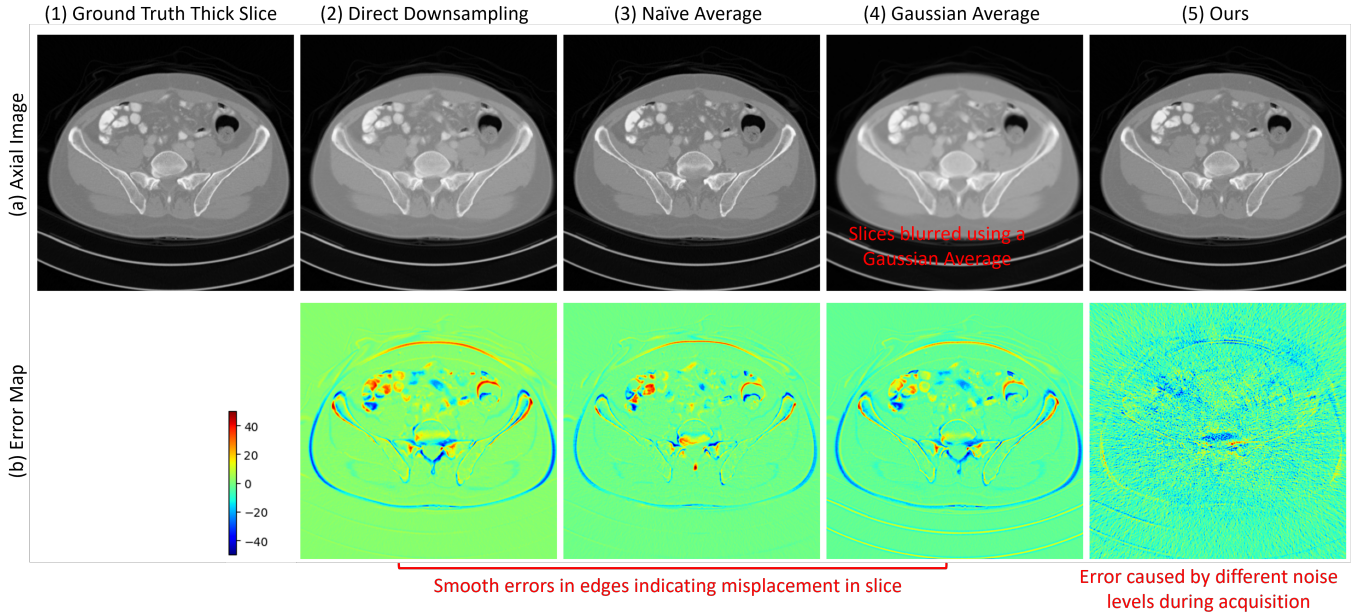 (1) Ground Truth Thick Slice
(2) Direct Downsampling
(3) Naïve Average
(4) Gaussian Average
(5) Ours
(a) Axial Image
Slices blurred using a
Gaussian Average
(b) Error Map
40
20
0
−20
−40
Smooth errors in edges indicating misplacement in slice
Error caused by different noise
levels during acquisition